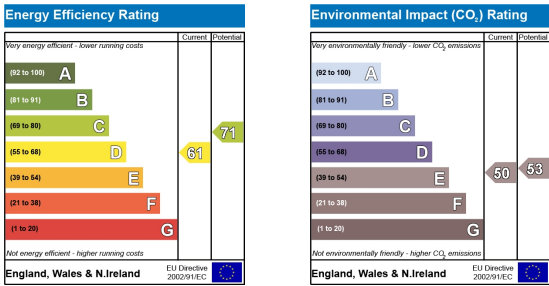 Energy Efficiency Rating
Current Potential
Very energy efficient - lower running costs
(92 to 100) A
(81 to 91) B
(69 to 80) C
71
(55 to 68) D
61
(39 to 54) E
(21 to 38) F
(1 to 20) G
Not energy efficient - higher running costs
England, Wales & N.Ireland
EU Directive
2002/91/EC
Environmental Impact (CO₂) Rating
Current Potential
Very environmentally friendly - lower CO₂ emissions
(92 to 100) A
(81 to 91) B
(69 to 80) C
(55 to 68) D
(39 to 54) E
50
53
(21 to 38) F
(1 to 20) G
Not environmentally friendly - higher CO₂ emissions
England, Wales & N.Ireland
EU Directive
2002/91/EC